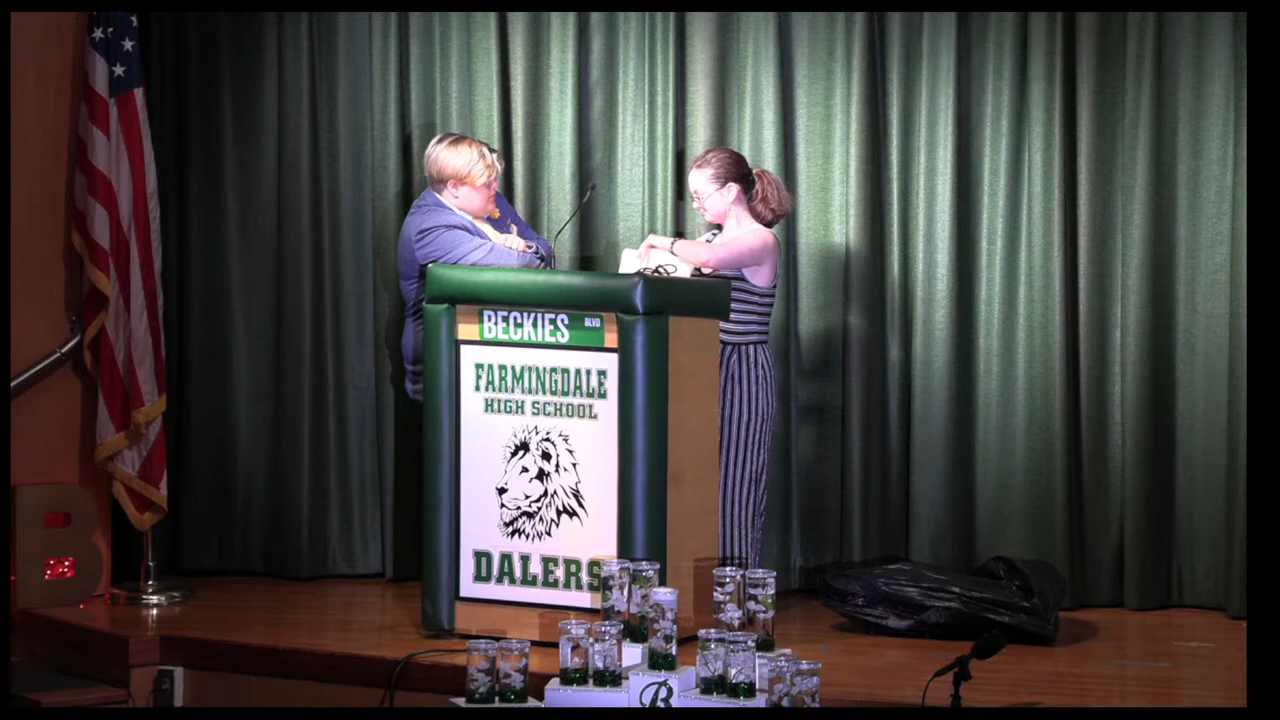 BECKIES BLVD
FARMINGDALE
HIGH SCHOOL
DALERS
B
B